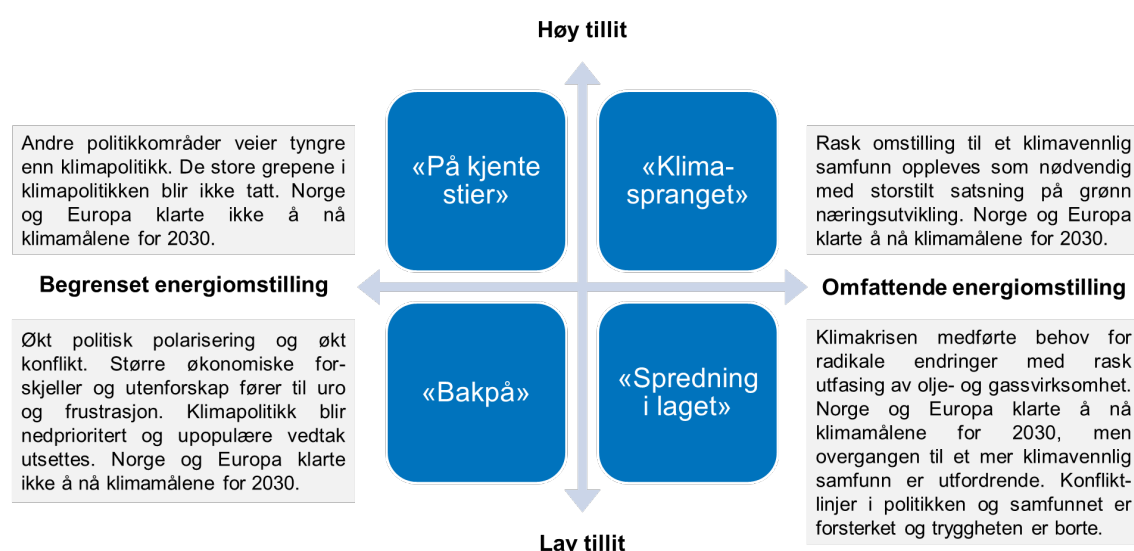 Høy tillit
Andre politikkområder veier tyngre
enn klimapolitikk. De store grepene i
klimapolitikken blir ikke tatt. Norge
og Europa klarte ikke å nå
klimamålene for 2030.
«På kjente
stier»
«Klima-
spranget»
Rask omstilling til et klimavennlig
samfunn oppleves som nødvendig
med storstilt satsning på grønn
næringsutvikling. Norge og Europa
klarte å nå klimamålene for 2030.
Begrenset energiomstilling
Omfattende energiomstilling
Økt politisk polarisering og økt
konflikt. Større økonomiske for-
skjeller og utenforskap fører til uro
og frustrasjon. Klimapolitikk blir
nedprioritert og upopulære vedtak
utsettes. Norge og Europa klarte
ikke å nå klimamålene for 2030.
«Bakpå»
«Spredning
i laget»
Klimakrisen medførte behov for
radikale endringer med rask
utfasing av olje- og gassvirksomhet.
Norge og Europa klarte å nå
klimamålene for 2030, men
overgangen til et mer klimavennlig
samfunn er utfordrende. Konflikt-
linjer i politikken og samfunnet er
forsterket og tryggheten er borte.
Lav tillit